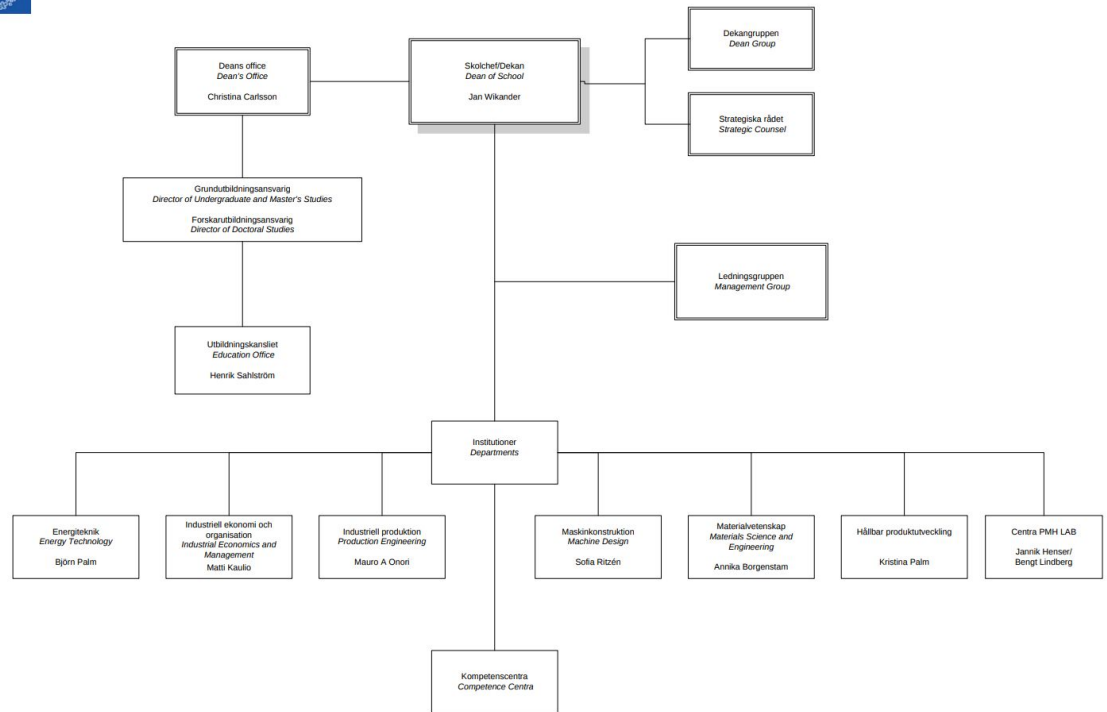 Deans office
Dean's Office
Christina Carlsson
Skolchef/Dekan
Dean of School
Jan Wikander
Dekangruppen
Dean Group
Strategiska rådet
Strategic Counsel
Grundutbildningsansvarig
Director of Undergraduate and Master's Studies
Forskarutbildningsansvarig
Director of Doctoral Studies
Ledningsgruppen
Management Group
Utbildningskansliet
Education Office
Henrik Sahlström
Institutioner
Departments
Energiteknik
Energy Technology
Björn Palm
Industriell ekonomi och
organisation
Industrial Economics and
Management
Matti Kaulio
Industriell produktion
Production Engineering
Mauro A Onori
Maskinkonstruktion
Machine Design
Sofia Ritzén
Materialvetenskap
Materials Science and
Engineering
Annika Borgenstam
Hållbar produktutveckling
Kristina Palm
Centra PMH LAB
Jannik Henser/
Bengt Lindberg
Kompetenscentra
Competence Centra